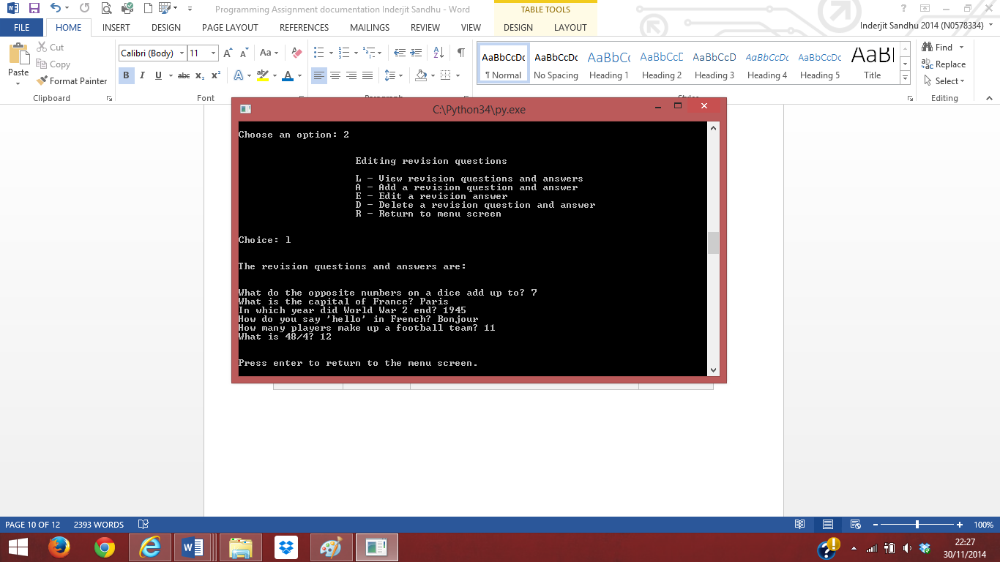 Programming Assignment documentation Inderjit Sandhu - Word
TABLE TOOLS
FILE HOME INSERT DESIGN PAGE LAYOUT REFERENCES MAILINGS REVIEW VIEW DESIGN LAYOUT
Inderjit Sandhu 2014 (N0578334)
Paste
Cut
Copy
Format Painter
Clipboard
Calibri (Body) 11
Aa
B I U abc x2 x2 A ab A
Font
AaBbCcDc AaBbCcDc AaBbCc AaBbCcD AaBbCcD AaBbCcDc AaBbCcDc AaB
¶ Normal No Spacing Heading 1 Heading 2 Heading 3 Heading 4 Heading 5 Title
Find
Replace
Select
Editing
C:\Python34\py.exe
Choose an option: 2
Editing revision questions
L - View revision questions and answers
A - Add a revision question and answer
E - Edit a revision answer
D - Delete a revision question and answer
R - Return to menu screen
Choice: l
The revision questions and answers are:
What do the opposite numbers on a dice add up to? 7
What is the capital of France? Paris
In which year did World War 2 end? 1945
How do you say 'hello' in French? Bonjour
How many players make up a football team? 11
What is 48/4? 12
Press enter to return to the menu screen.
PAGE 10 OF 12 2393 WORDS
100%
22:27
30/11/2014